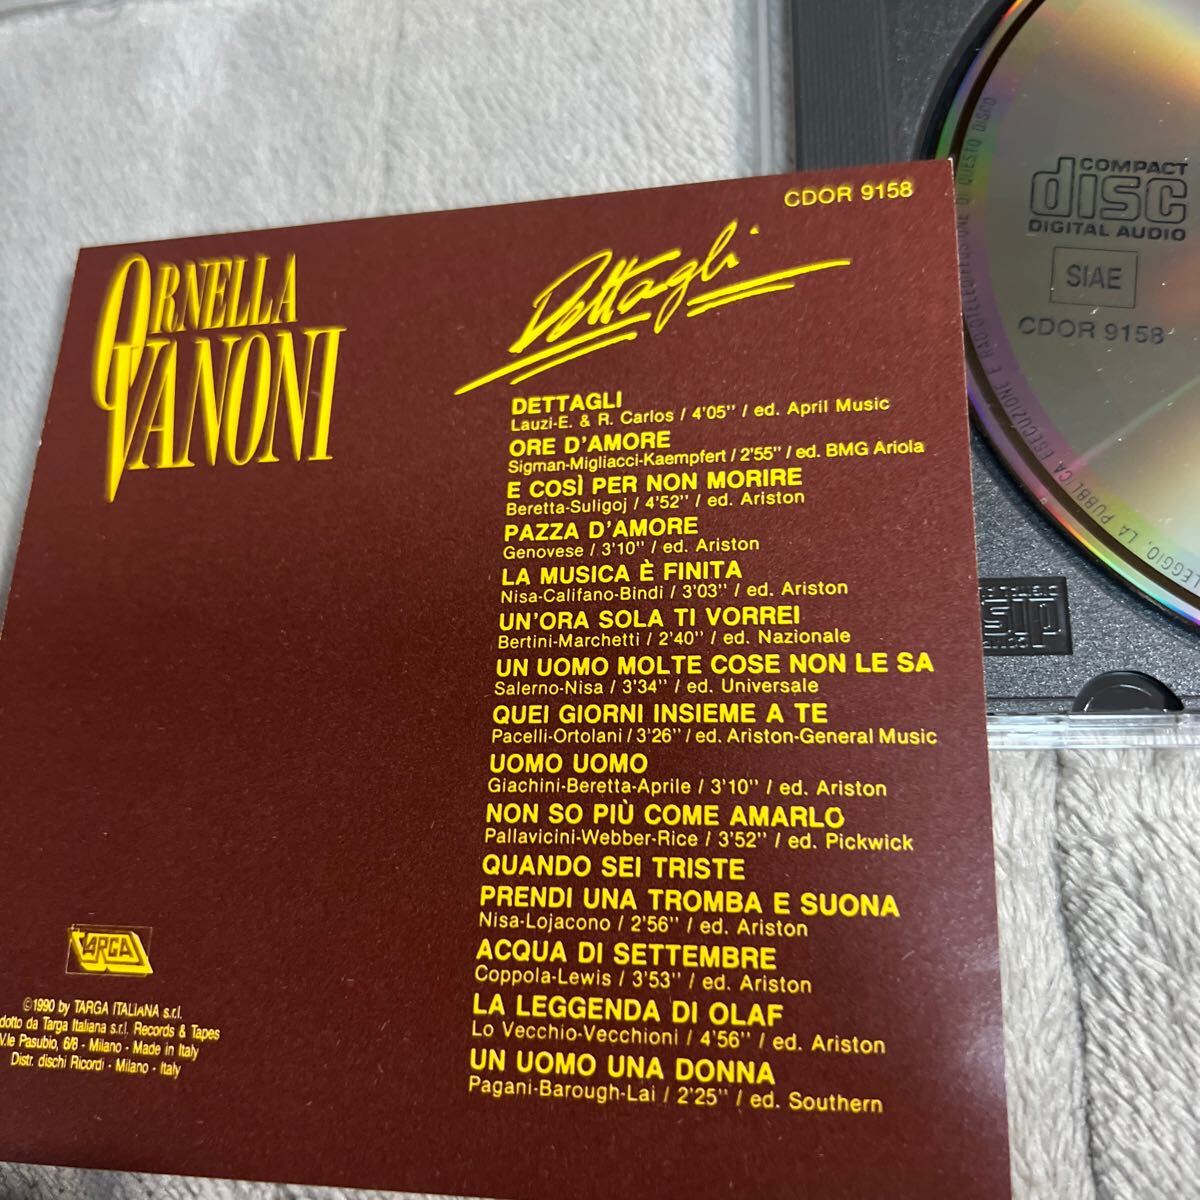 CDOR 9158
ORNELLA
VANONI
Dettagli
DETTAGLI
Lauzi-E. & R. Carlos / 4'05'' / ed. April Music
ORE D'AMORE
Sigman-Migliacci-Kaempfert / 2'55'' / ed. BMG Ariola
E COSÌ PER NON MORIRE
Beretta-Suligoj / 4'52'' / ed. Ariston
PAZZA D'AMORE
Genovese / 3'10'' / ed. Ariston
LA MUSICA È FINITA
Nisa-Califano-Bindi / 3'03'' / ed. Ariston
UN'ORA SOLA TI VORREI
Bertini-Marchetti / 2'40'' / ed. Nazionale
UN UOMO MOLTE COSE NON LE SA
Salerno-Nisa / 3'34'' / ed. Universale
QUEI GIORNI INSIEME A TE
Pacelli-Ortolani / 3'26'' / ed. Ariston-General Music
UOMO UOMO
Giachini-Beretta-Aprile / 3'10'' / ed. Ariston
NON SO PIÙ COME AMARLO
Pallavicini-Webber-Rice / 3'52'' / ed. Pickwick
QUANDO SEI TRISTE
PRENDI UNA TROMBA E SUONA
Nisa-Lojacono / 2'56'' / ed. Ariston
ACQUA DI SETTEMBRE
Coppola-Lewis / 3'53'' / ed. Ariston
LA LEGGENDA DI OLAF
Lo Vecchio-Vecchioni / 4'56'' / ed. Ariston
UN UOMO UNA DONNA
Pagani-Barough-Lai / 2'25'' / ed. Southern
TARGA
©1990 by TARGA ITALIANA s.r.l.
dotto da Targa Italiana s.r.l. Records & Tapes
V.le Pasubio, 6/8 - Milano - Made in Italy
Distr. dischi Ricordi - Milano - Italy
COMPACT
disc
DIGITAL AUDIO
SIAE
CDOR 9158
EGGIO, LA PUBBLICA ESECUZIONE E RADIOTELEDIFFUSIONE DI QUESTO DISCO